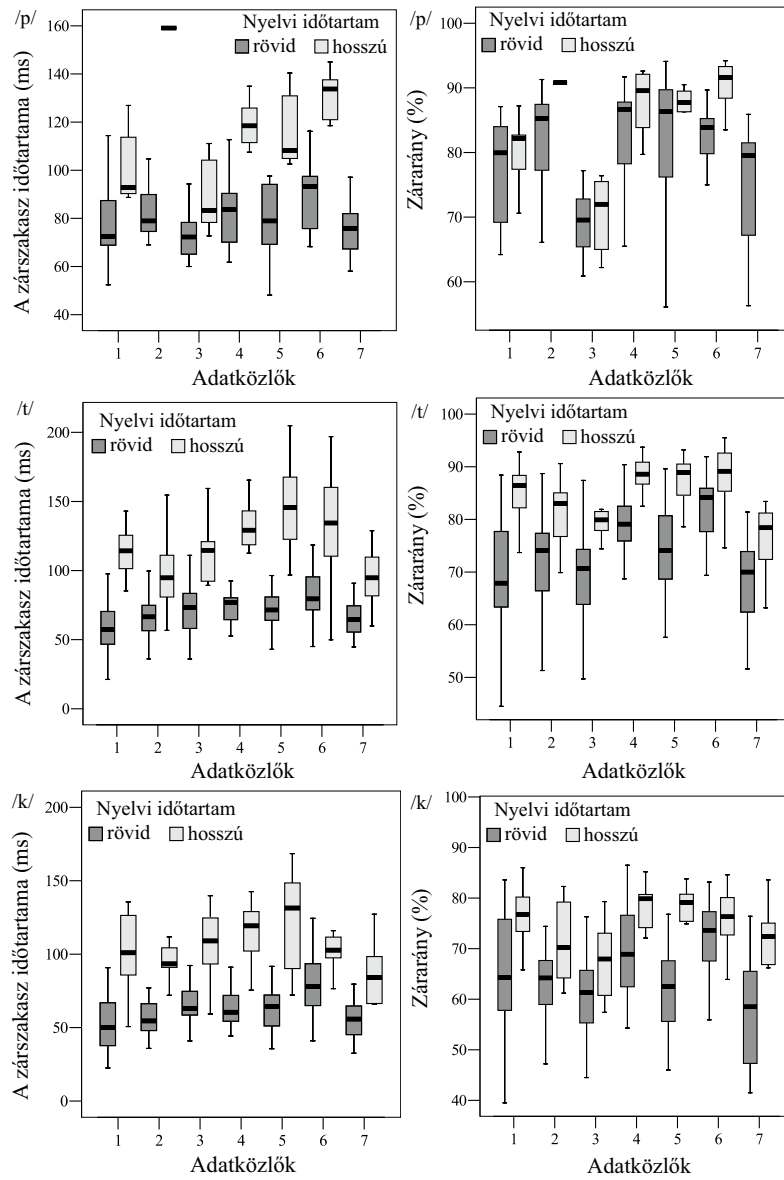 /p/
Nyelvi időtartam
rövid hosszú
A zárszakasz időtartama (ms)
160
140
120
100
80
60
40
1 2 3 4 5 6 7
Adatközlők
/p/
Nyelvi időtartam
rövid hosszú
Zárarány (%)
100
90
80
70
60
1 2 3 4 5 6 7
Adatközlők
/t/
Nyelvi időtartam
rövid hosszú
A zárszakasz időtartama (ms)
200
150
100
50
0
1 2 3 4 5 6 7
Adatközlők
/t/
Nyelvi időtartam
rövid hosszú
Zárarány (%)
100
90
80
70
60
50
1 2 3 4 5 6 7
Adatközlők
/k/
Nyelvi időtartam
rövid hosszú
A zárszakasz időtartama (ms)
200
150
100
50
0
1 2 3 4 5 6 7
Adatközlők
/k/
Nyelvi időtartam
rövid hosszú
Zárarány (%)
100
90
80
70
60
50
40
1 2 3 4 5 6 7
Adatközlők